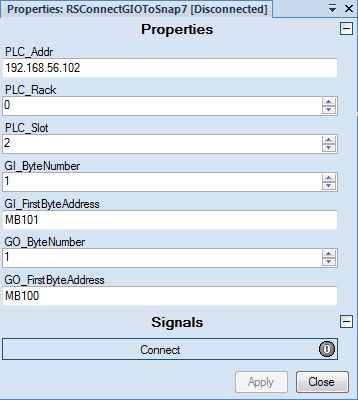 Properties: RSConnectGIOToSnap7 [Disconnected]
Properties
PLC_Addr
192.168.56.102
PLC_Rack
0
PLC_Slot
2
GI_ByteNumber
1
GI_FirstByteAddress
MB101
GO_ByteNumber
1
GO_FirstByteAddress
MB100
Signals
Connect 0
Apply Close